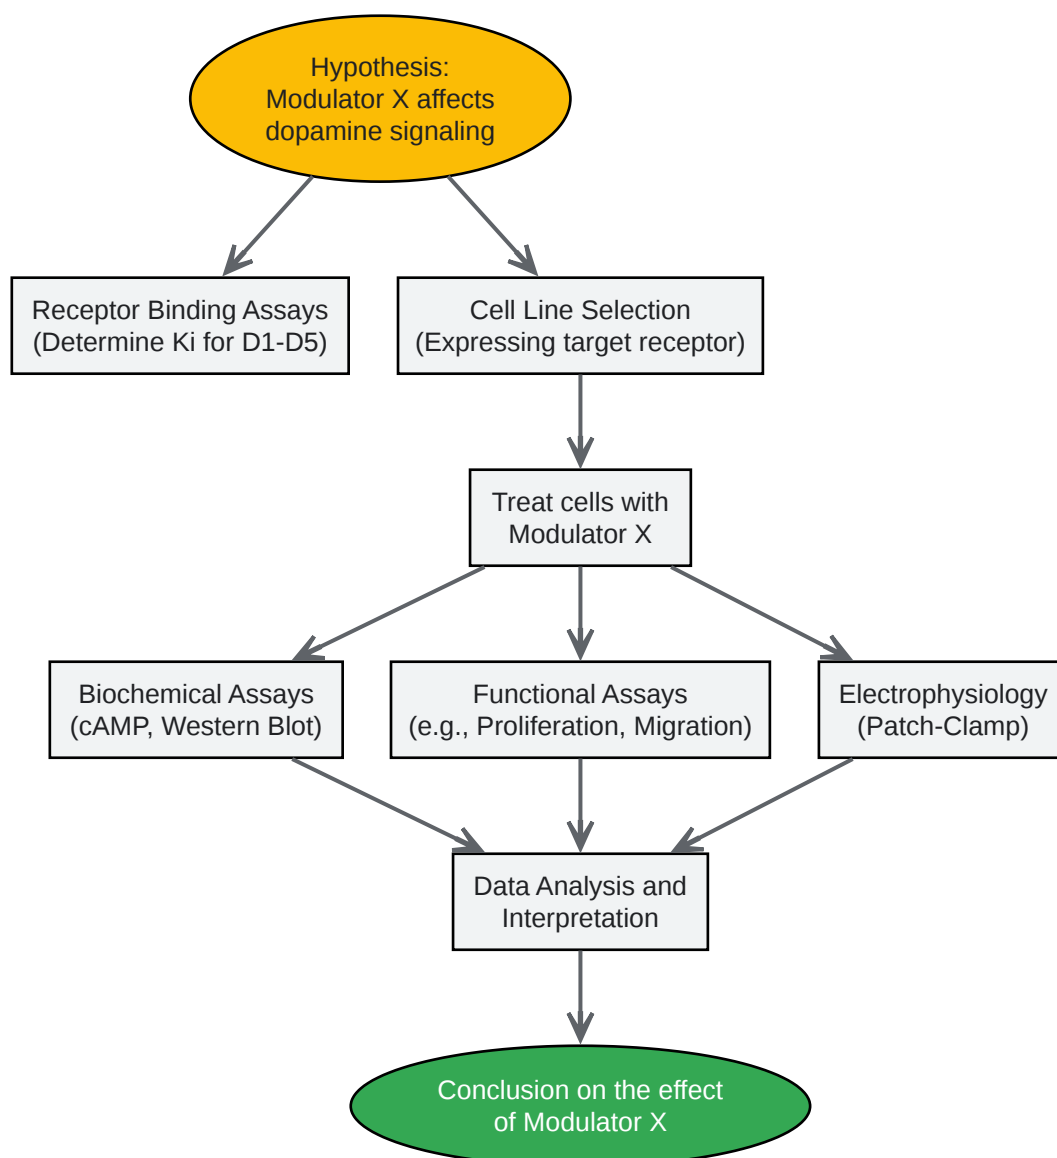 Hypothesis:
Modulator X affects
dopamine signaling
Receptor Binding Assays
(Determine Ki for D1-D5)
Cell Line Selection
(Expressing target receptor)
Treat cells with
Modulator X
Biochemical Assays
(cAMP, Western Blot)
Functional Assays
(e.g., Proliferation, Migration)
Electrophysiology
(Patch-Clamp)
Data Analysis and
Interpretation
Conclusion on the effect
of Modulator X